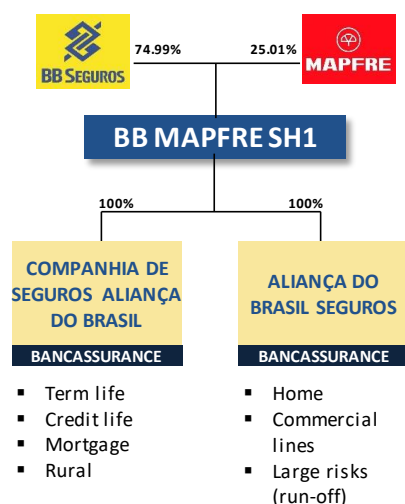 BB SEGUROS
74.99%
25.01%
MAPFRE
BB MAPFRE SH1
100%
100%
COMPANHIA DE
SEGUROS ALIANÇA
DO BRASIL
BANCASSURANCE
▪ Term life
▪ Credit life
▪ Mortgage
▪ Rural
ALIANÇA DO
BRASIL SEGUROS
BANCASSURANCE
▪ Home
▪ Commercial
lines
▪ Large risks
(run-off)